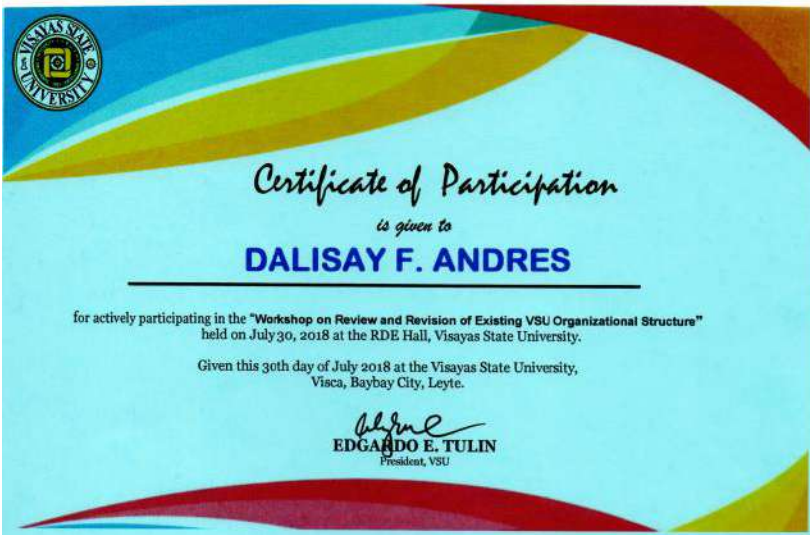 VISAYAS STATE
UNIVERSITY
Certificate of Participation
is given to
DALISAY F. ANDRES
for actively participating in the "Workshop on Review and Revision of Existing VSU Organizational Structure"
held on July 30, 2018 at the RDE Hall, Visayas State University.
Given this 30th day of July 2018 at the Visayas State University,
Visca, Baybay City, Leyte.
EDGARDO E. TULIN
President, VSU